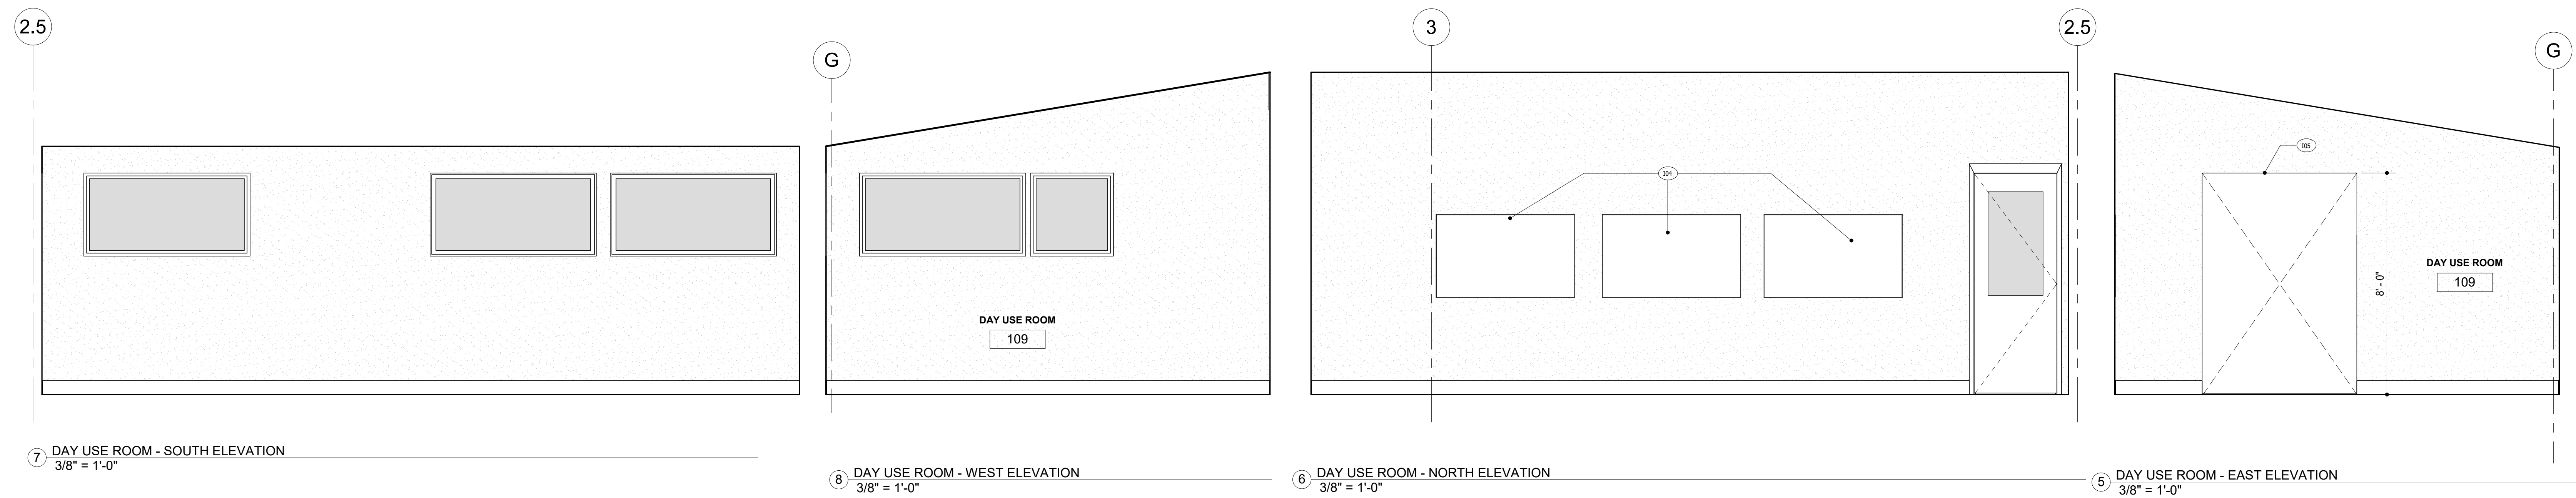 2.5
G
3
2.5
G
104
105
8' - 0"
DAY USE ROOM
109
DAY USE ROOM
109
7 DAY USE ROOM - SOUTH ELEVATION
3/8" = 1'-0"
8 DAY USE ROOM - WEST ELEVATION
3/8" = 1'-0"
6 DAY USE ROOM - NORTH ELEVATION
3/8" = 1'-0"
5 DAY USE ROOM - EAST ELEVATION
3/8" = 1'-0"